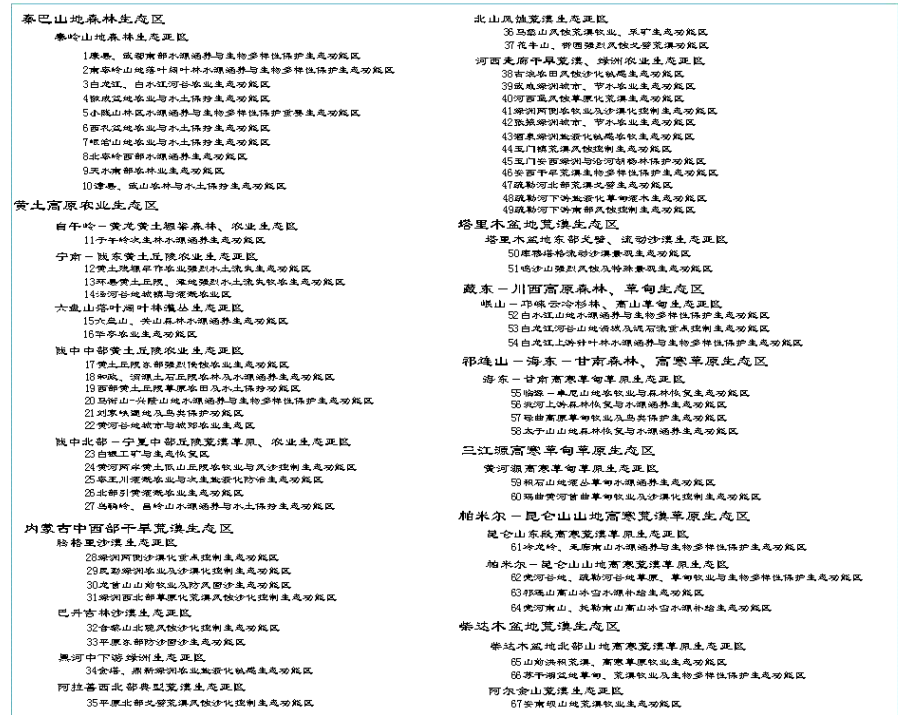 秦巴山地森林生态区
秦岭山地森林生态亚区
1康县、武都南部水源涵养与生物多样性保护生态功能区
2南秦岭山地落叶阔叶林水源涵养与生物多样性保护生态功能区
3白龙江、白水江河谷农业生态功能区
4徽成盆地农业与水土保持生态功能区
5小陇山林区水源涵养与生物多样性保护重要生态功能区
6西礼盆地农业与水土保持生态功能区
7岷宕山地农业与水土保持生态功能区
8北秦岭西部水源涵养生态功能区
9天水南部农林业生态功能区
10漳县、武山农林与水土保持生态功能区
黄土高原农业生态区
自午岭－黄龙黄土塬梁森林、农业生态亚区
11子午岭次生林水源涵养生态功能区
宁南－陇东黄土丘陵农业生态亚区
12黄土残塬旱作农业强烈水土流失生态功能区
13环县黄土丘陵、滩地强烈水土流失牧农生态功能区
14泾河谷地城镇与灌溉农业区
六盘山落叶阔叶林灌丛生态亚区
15六盘山、关山森林水源涵养生态功能区
16华亭农业生态功能区
陇中中部黄土丘陵农业生态亚区
17黄土丘陵东部强烈侵蚀农业生态功能区
18和政、渭源土石丘陵农林及水源涵养生态功能区
19西部黄土丘陵草原农田及水土保持功能区
20马衔山－兴隆山地水源涵养与生物多样性保护生态功能区
21刘家峡湿地及鸟类保护功能区
22黄河谷地城市与城郊农业生态功能区
陇中北部－宁夏中部丘陵荒漠草原、农业生态亚区
23白银工矿与生态恢复区
24黄河两岸黄土低山丘陵农牧业与风沙控制生态功能区
25秦王川灌溉农业与次生盐渍化防治生态功能区
26北部引黄灌溉农业生态功能区
27乌鞘岭、昌岭山水源涵养与水土保持生态功能区
内蒙古中西部干旱荒漠生态区
腾格里沙漠生态亚区
28绿洲两侧沙漠化重点控制生态功能区
29民勤绿洲农业及沙漠化控制生态功能区
30龙首山山前牧业及防风固沙生态功能区
31绿洲西北部草原化荒漠风蚀沙化控制生态功能区
巴丹吉林沙漠生态亚区
32合黎山北麓风蚀沙化控制生态功能区
33平原东部防沙固沙生态功能区
黑河中下游绿洲生态亚区
34金塔、鼎新绿洲农业盐渍化敏感生态功能区
阿拉善西北部典型荒漠生态亚区
35平原北部戈壁荒漠风蚀沙化控制生态功能区
北山风蚀荒漠生态亚区
36马鬃山风蚀荒漠牧业、采矿生态功能区
37花牛山、新园强烈风蚀戈壁荒漠功能区
河西走廊干旱荒漠、绿洲农业生态亚区
38古浪农田风蚀沙化敏感生态功能区
39武威绿洲城市、节水农业生态功能区
40河西堡风蚀草原化荒漠生态功能区
41绿洲两侧农牧业及沙漠化控制生态功能区
42张掖绿洲城市、节水农业生态功能区
43酒泉绿洲盐渍化敏感农牧生态功能区
44玉门镇荒漠风蚀控制生态功能区
45玉门安西绿洲与沿河胡杨林保护功能区
46安西干旱荒漠生物多样性保护生态功能区
47疏勒河北部荒漠戈壁生态功能区
48疏勒河下游盐渍化草甸灌木生态功能区
49疏勒河下游南部风蚀控制生态功能区
塔里木盆地荒漠生态区
塔里木盆地东部戈壁、流动沙漠生态亚区
50库穆塔格流动沙漠景观生态功能区
51鸣沙山强烈风蚀及特殊景观生态功能区
藏东－川西高原森林、草甸生态区
岷山－邛崃云冷杉林、高山草甸生态亚区
52白水江山地水源涵养与生物多样性保护生态功能区
53白龙江河谷山地滑坡及泥石流重点控制生态功能区
54白龙江上游针叶林水源涵养与生物多样性保护生态功能区
祁连山－海东－甘南森林、高寒草原生态区
海东－甘南高寒草甸草原生态亚区
55临潭－卓尼山地农牧业与森林恢复生态功能区
56洮河上游森林恢复与水源涵养生态功能区
57碌曲高原草甸牧业及鸟类保护生态功能区
58太子山山地森林恢复与水源涵养生态功能区
三江源高寒草甸草原生态区
黄河源高寒草甸草原生态亚区
59积石山地灌丛草甸水源涵养生态功能区
60玛曲黄河首曲草甸牧业及沙漠化控制生态功能区
帕米尔－昆仑山山地高寒荒漠草原生态区
昆仑山东段高寒草原生态亚区
61冷龙岭、走廊南山水源涵养与生物多样性保护生态功能区
帕米尔－昆仑山山地高寒荒漠草原生态亚区
62党河谷地、疏勒河谷地草原、草甸牧业与生物多样性保护生态功能区
63祁连山高山冰雪水源补给生态功能区
64党河南山、托勒南山高山冰雪水源补给生态功能区
柴达木盆地荒漠生态区
柴达木盆地北部山地高寒荒漠草原生态亚区
65山前洪积荒漠、高寒草原牧业生态功能区
66苏干湖盆地草甸、荒漠牧业及生物多样性保护生态功能区
阿尔金山荒漠生态亚区
67安南坝山地荒漠牧业生态功能区